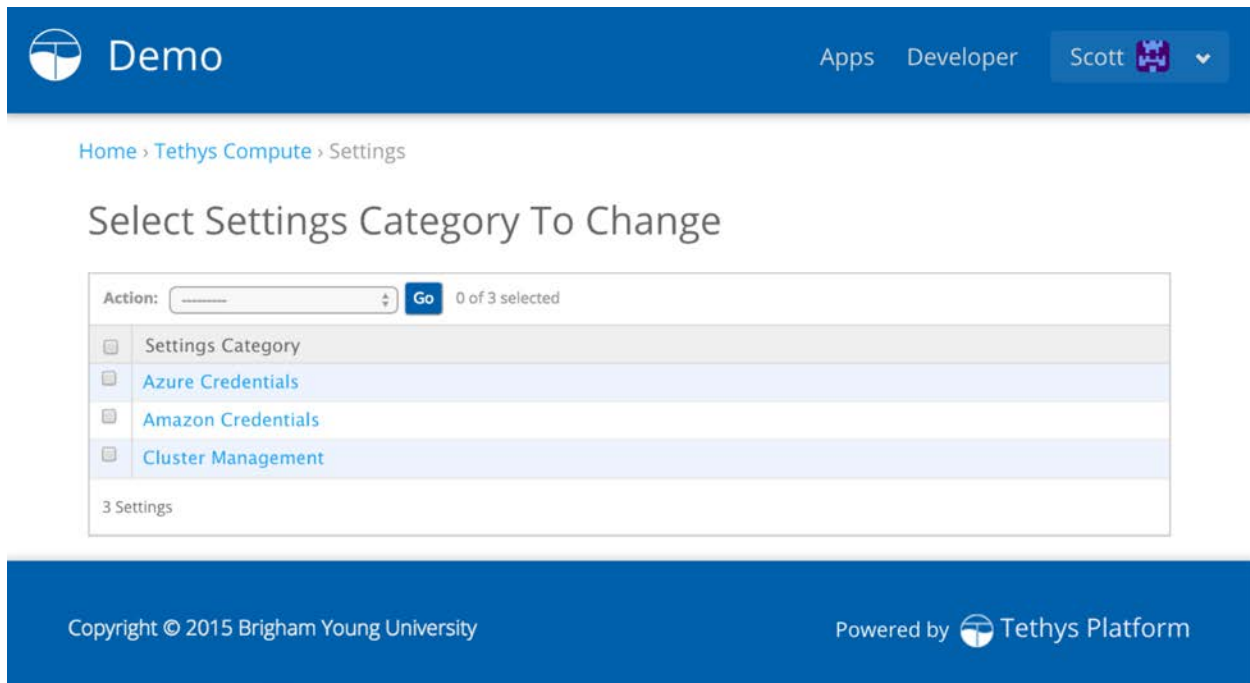 Demo Apps Developer Scott
Home › Tethys Compute › Settings
Select Settings Category To Change
Action: --------- Go 0 of 3 selected
Settings Category
Azure Credentials
Amazon Credentials
Cluster Management
3 Settings
Copyright © 2015 Brigham Young University Powered by Tethys Platform